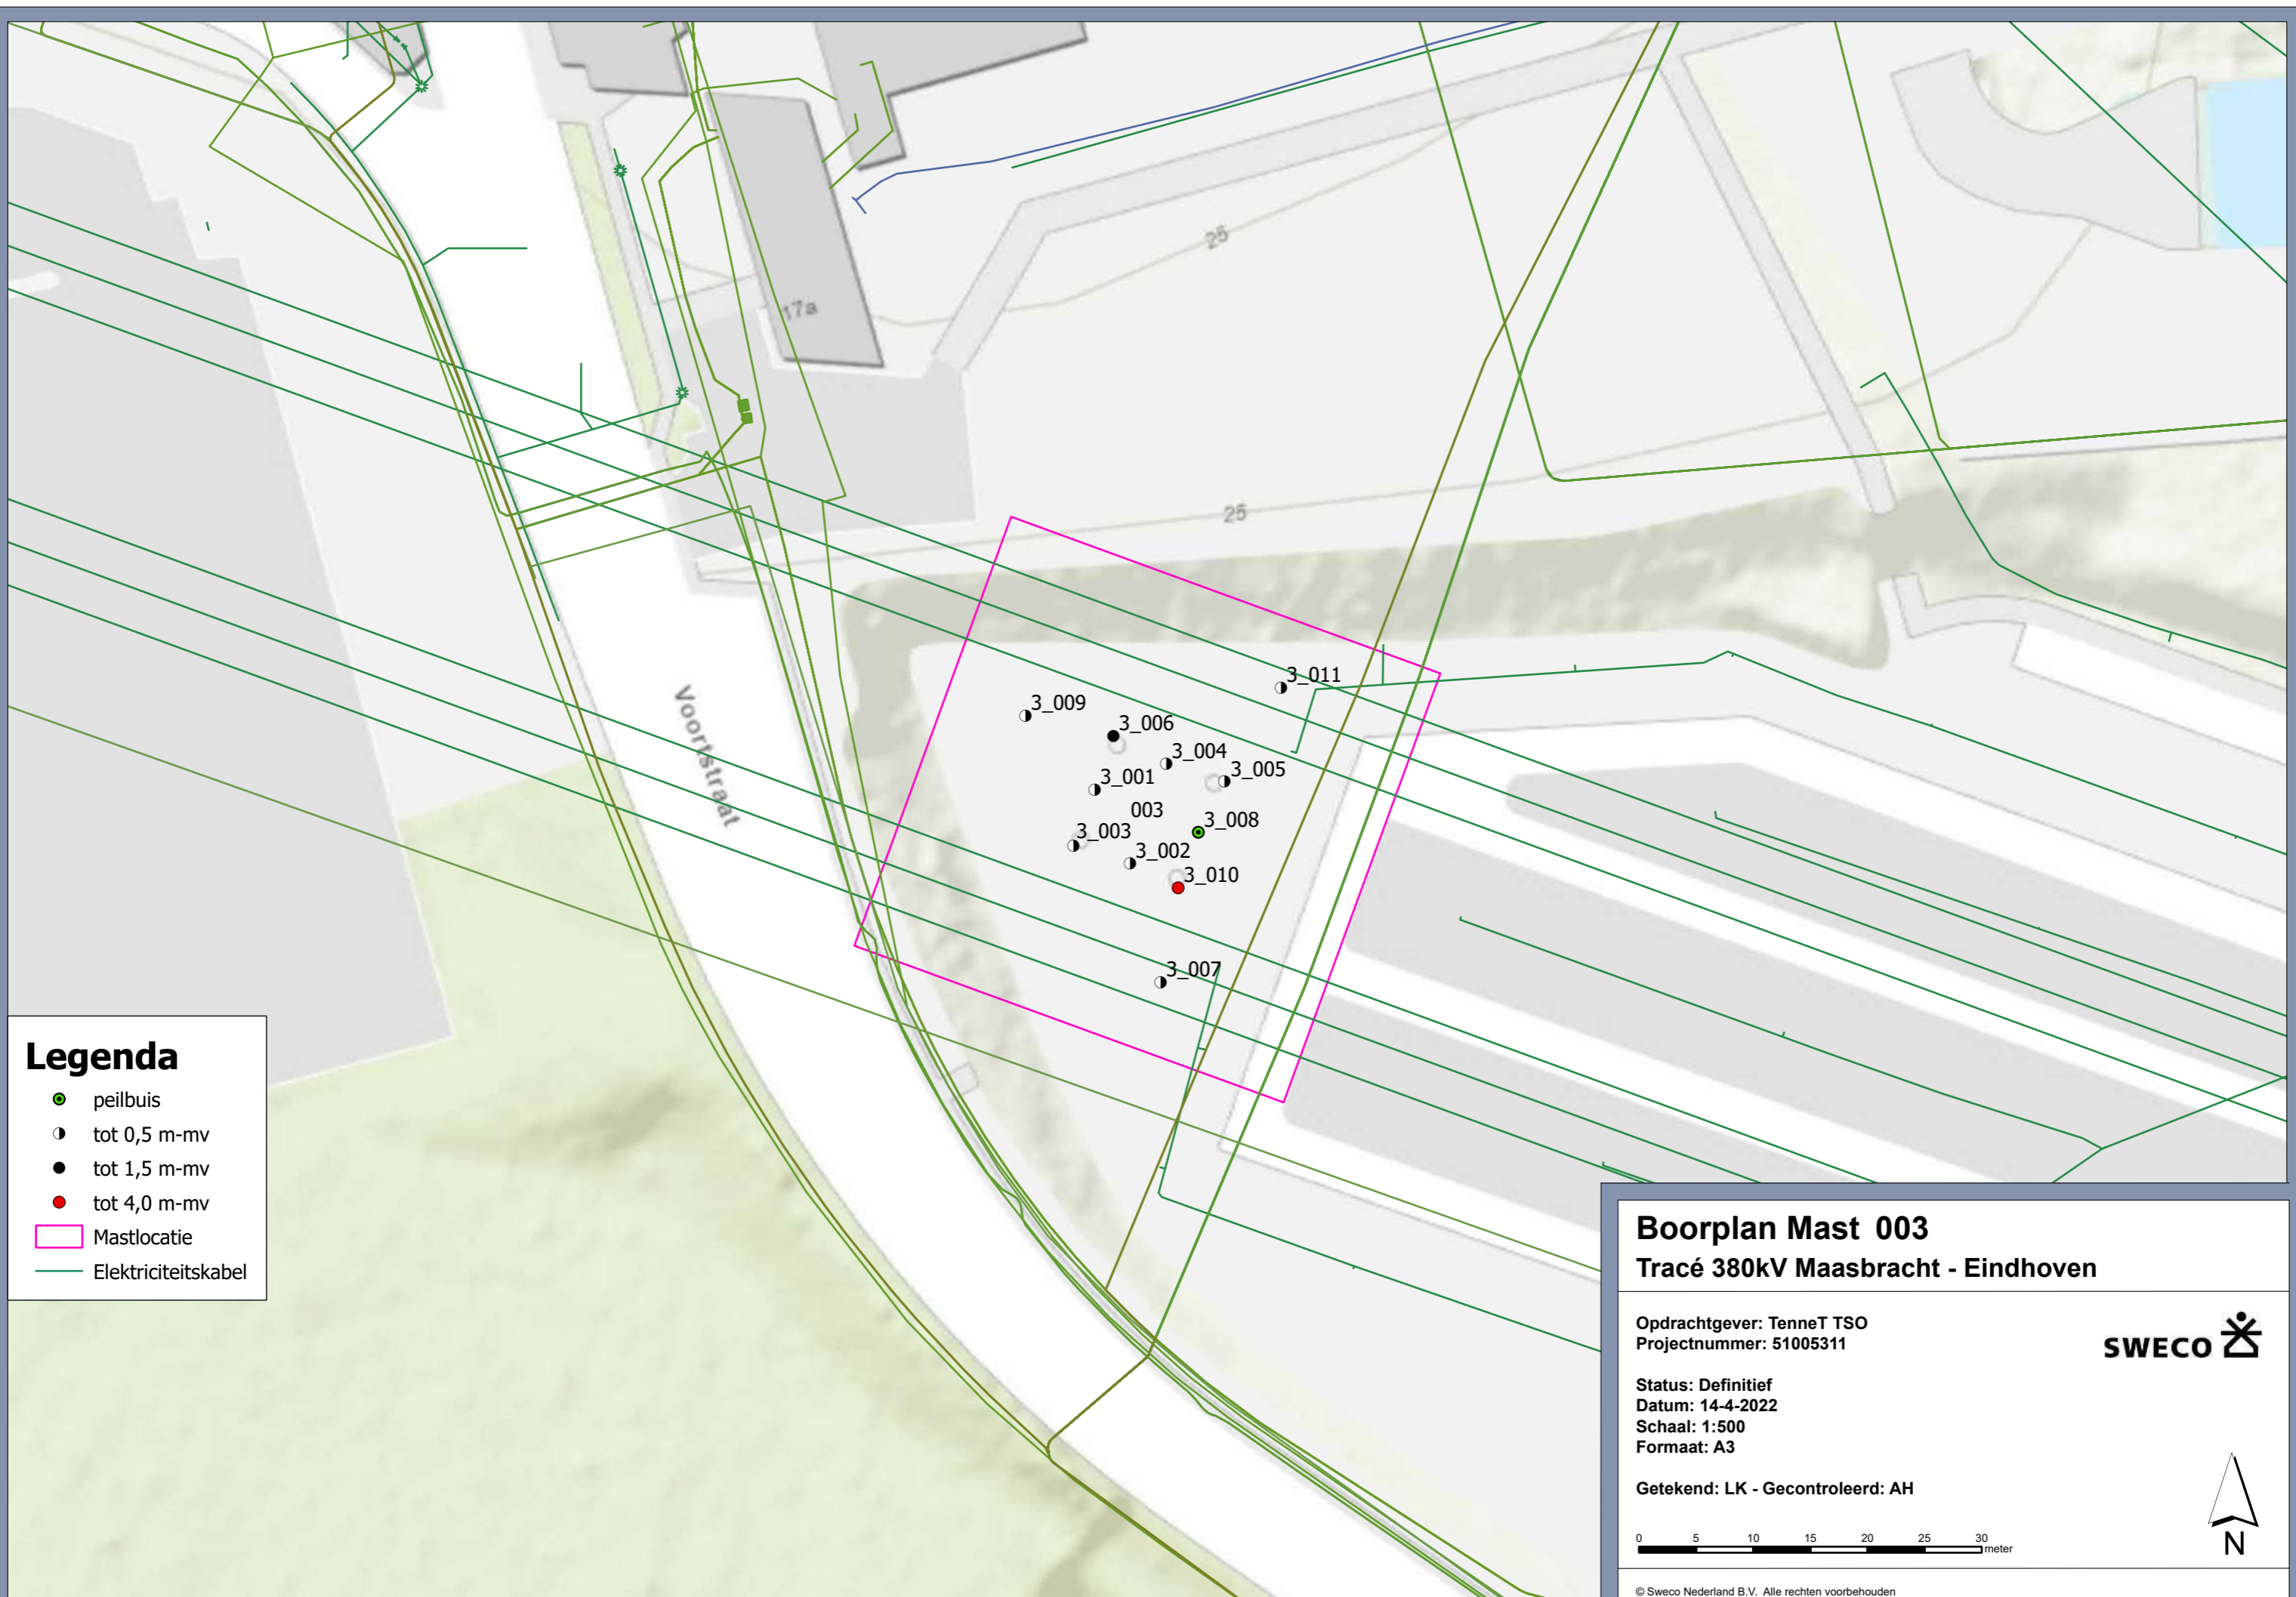 25
17a
25
Voortstraat
3_011
3_009
3_006
3_004
3_005
3_001
003
3_008
3_003
3_002
3_010
3_007
Legenda
peilbuis
tot 0,5 m-mv
tot 1,5 m-mv
tot 4,0 m-mv
Mastlocatie
Elektriciteitskabel
Boorplan Mast 003
Tracé 380kV Maasbracht - Eindhoven
Opdrachtgever: TenneT TSO
Projectnummer: 51005311
SWECO
Status: Definitief
Datum: 14-4-2022
Schaal: 1:500
Formaat: A3
Getekend: LK - Gecontroleerd: AH
0 5 10 15 20 25 30
meter
N
© Sweco Nederland B.V. Alle rechten voorbehouden